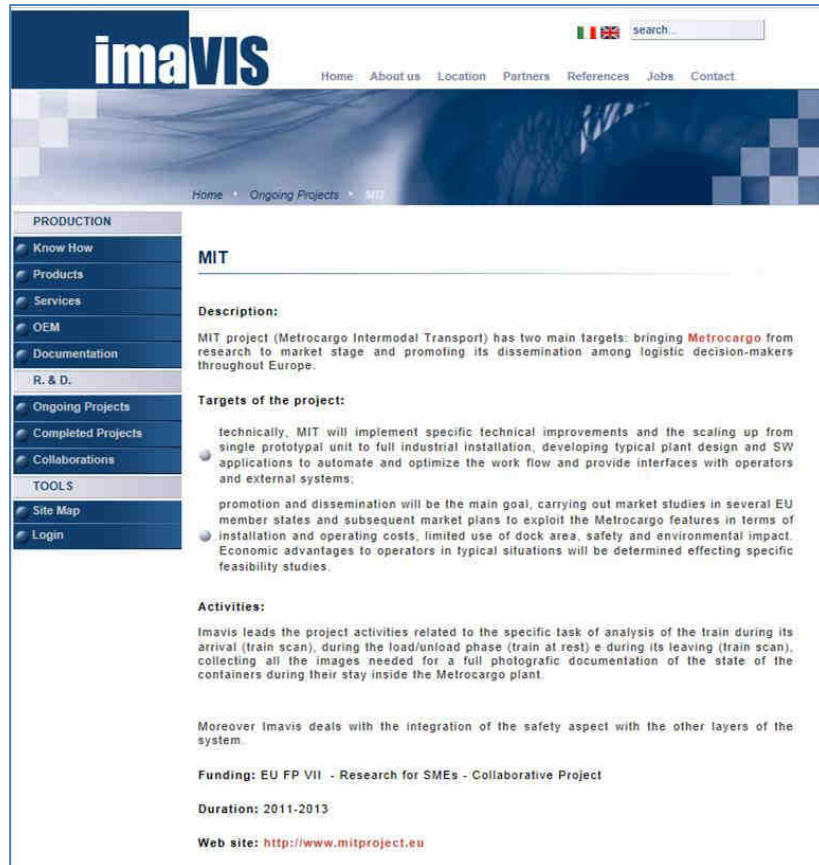 search...
imaVIS
Home About us Location Partners References Jobs Contact
Home Ongoing Projects MIT
PRODUCTION
Know How
Products
Services
OEM
Documentation
R. & D.
Ongoing Projects
Completed Projects
Collaborations
TOOLS
Site Map
Login
MIT
Description:
MIT project (Metrocargo Intermodal Transport) has two main targets: bringing Metrocargo from
research to market stage and promoting its dissemination among logistic decision-makers
throughout Europe.
Targets of the project:
technically, MIT will implement specific technical improvements and the scaling up from
single prototypal unit to full industrial installation, developing typical plant design and SW
applications to automate and optimize the work flow and provide interfaces with operators
and external systems;
promotion and dissemination will be the main goal, carrying out market studies in several EU
member states and subsequent market plans to exploit the Metrocargo features in terms of
installation and operating costs, limited use of dock area, safety and environmental impact.
Economic advantages to operators in typical situations will be determined effecting specific
feasibility studies.
Activities:
Imavis leads the project activities related to the specific task of analysis of the train during its
arrival (train scan), during the load/unload phase (train at rest) e during its leaving (train scan),
collecting all the images needed for a full photografic documentation of the state of the
containers during their stay inside the Metrocargo plant.
Moreover Imavis deals with the integration of the safety aspect with the other layers of the
system.
Funding: EU FP VII - Research for SMEs - Collaborative Project
Duration: 2011-2013
Web site: http://www.mitproject.eu